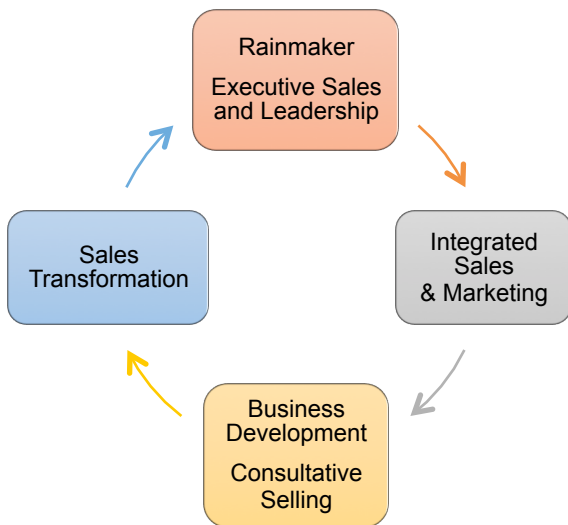 Rainmaker
Executive Sales
and Leadership
Integrated
Sales
& Marketing
Business
Development
Consultative
Selling
Sales
Transformation